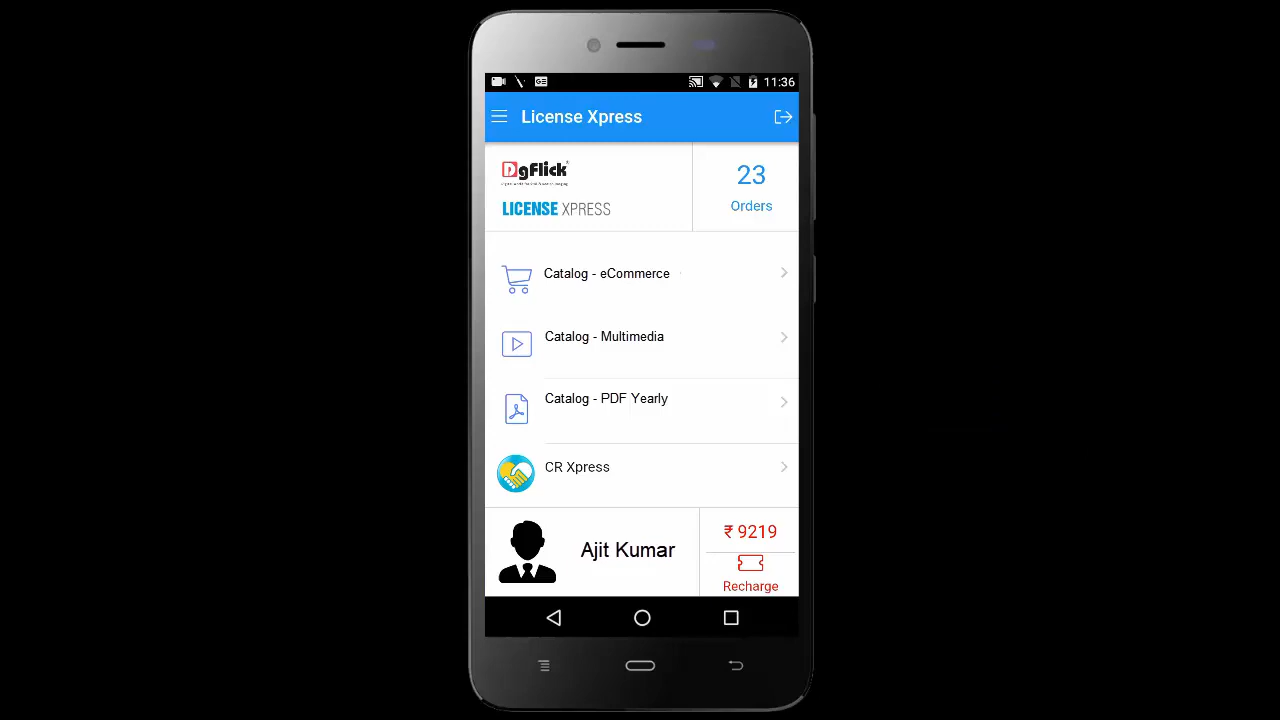 11:36
License Xpress
DgFlick
LICENSE XPRESS
23
Orders
Catalog - eCommerce
Catalog - Multimedia
Catalog - PDF Yearly
CR Xpress
Ajit Kumar
₹ 9219
Recharge